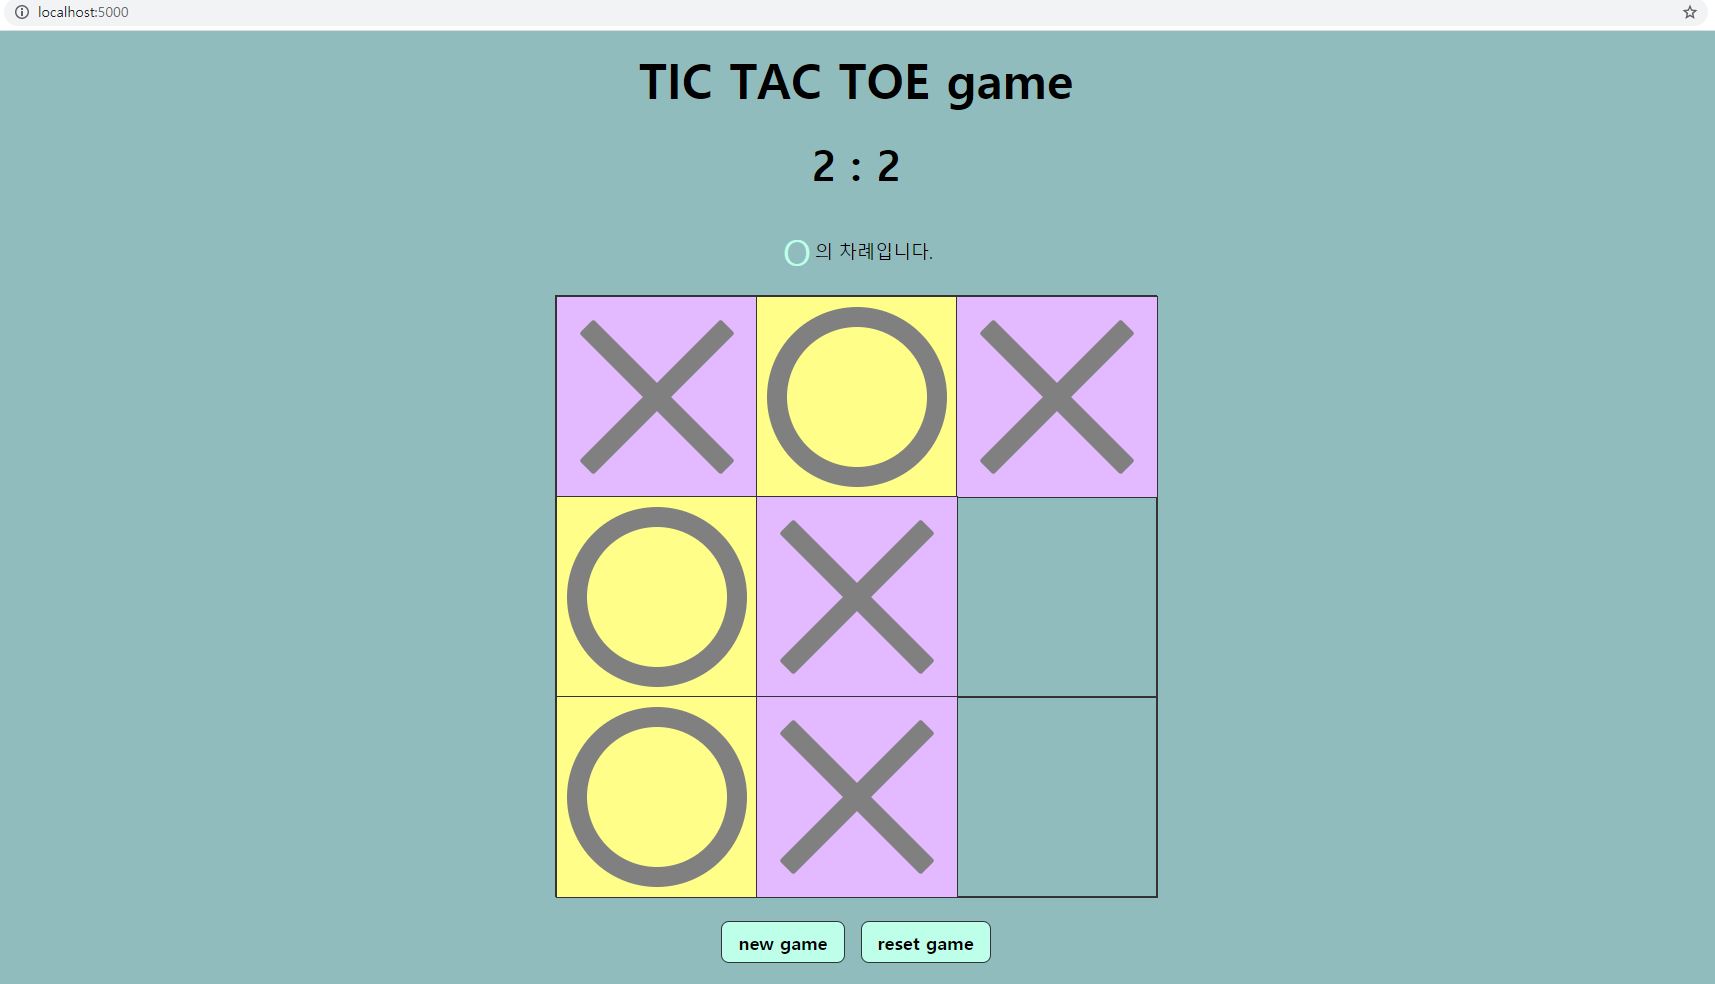 localhost:5000
TIC TAC TOE game
2 : 2
O 의 차례입니다.
X O X
O X
O X
new game reset game